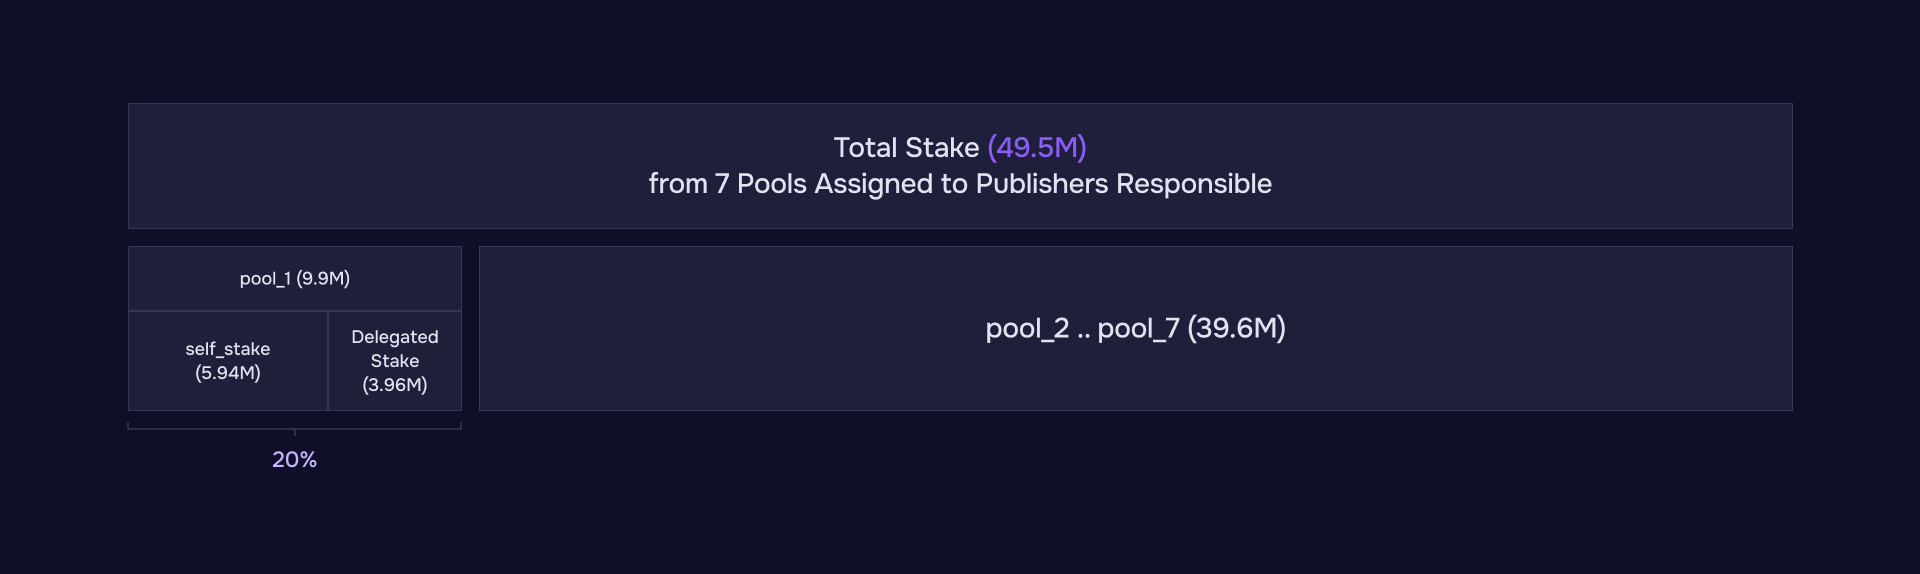 Total Stake (49.5M)
from 7 Pools Assigned to Publishers Responsible
pool_1 (9.9M)
self_stake
(5.94M)
Delegated
Stake
(3.96M)
pool_2 .. pool_7 (39.6M)
20%